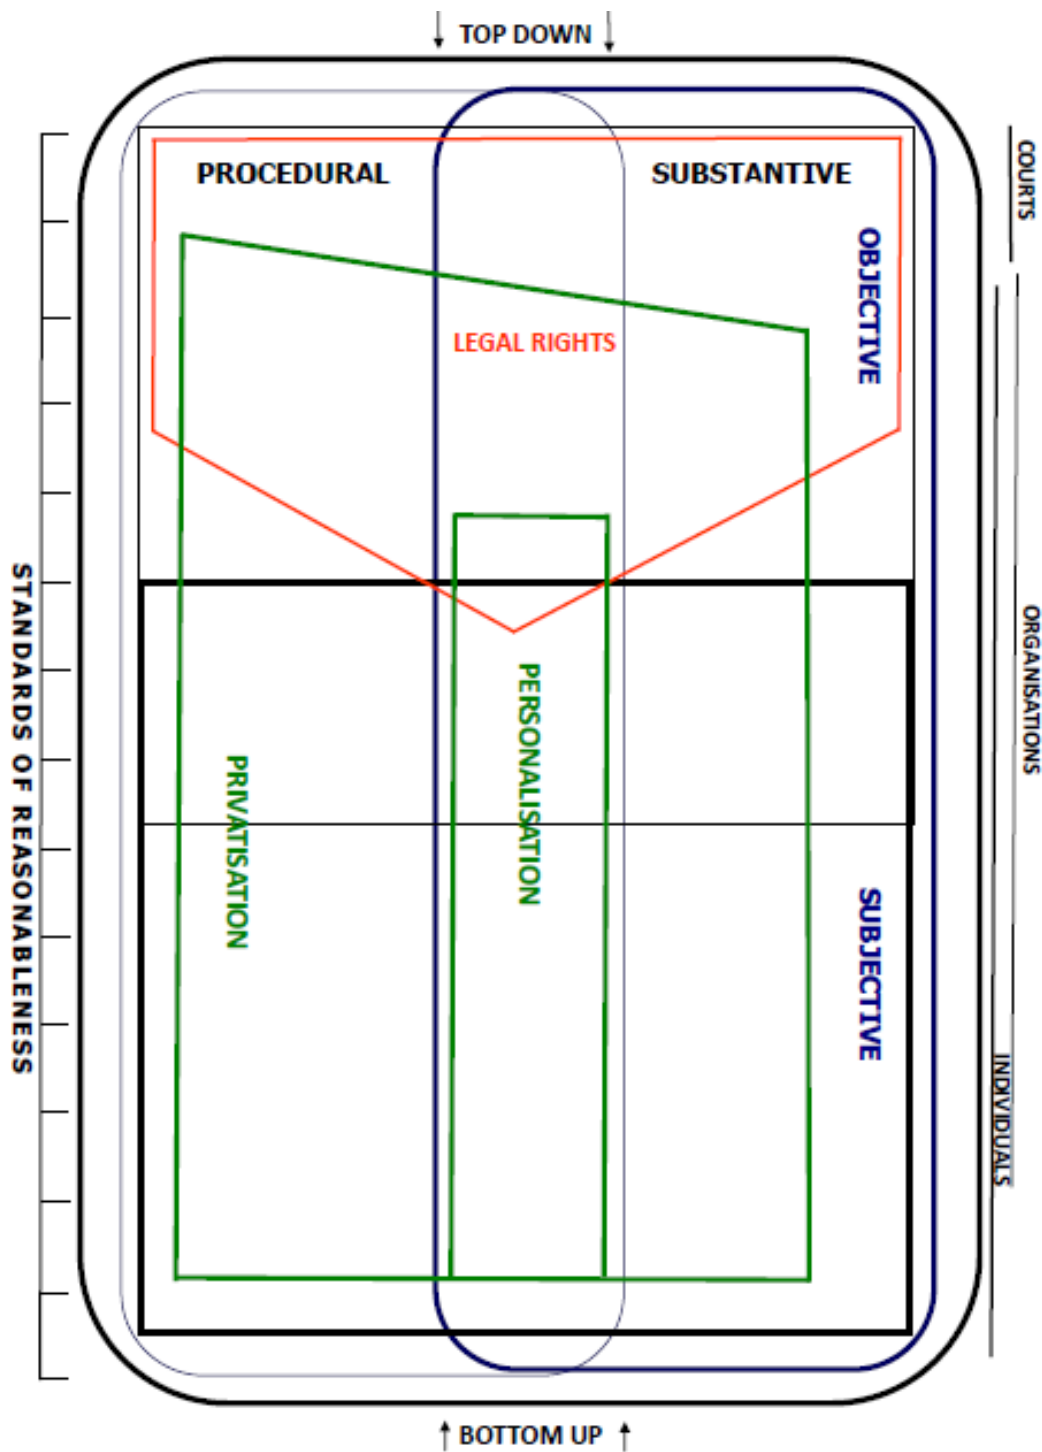 TOP DOWN
PROCEDURAL
SUBSTANTIVE
COURTS
OBJECTIVE
LEGAL RIGHTS
STANDARDS OF REASONABLENESS
ORGANISATIONS
PERSONALISATION
PRIVATISATION
SUBJECTIVE
INDIVIDUALS
BOTTOM UP